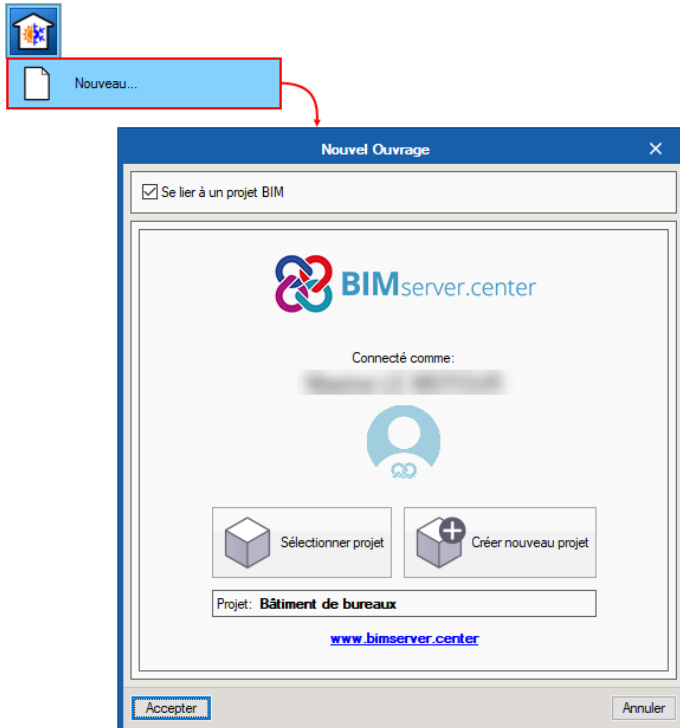 Nouveau...
Nouvel Ouvrage
Se lier à un projet BIM
BIMserver.center
Connecté comme:
Sélectionner projet
Créer nouveau projet
Projet: Bâtiment de bureaux
www.bimserver.center
Accepter
Annuler